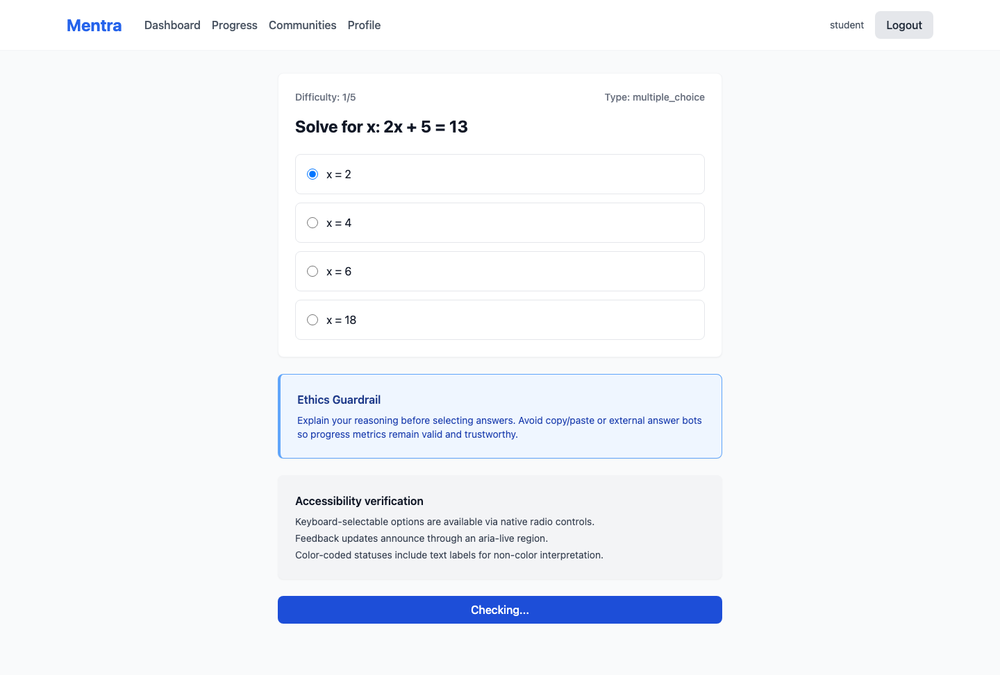 Mentra
Dashboard Progress Communities Profile
student
Logout
Difficulty: 1/5
Type: multiple_choice
Solve for x: 2x + 5 = 13
x = 2
x = 4
x = 6
x = 18
Ethics Guardrail
Explain your reasoning before selecting answers. Avoid copy/paste or external answer bots
so progress metrics remain valid and trustworthy.
Accessibility verification
Keyboard-selectable options are available via native radio controls.
Feedback updates announce through an aria-live region.
Color-coded statuses include text labels for non-color interpretation.
Checking...